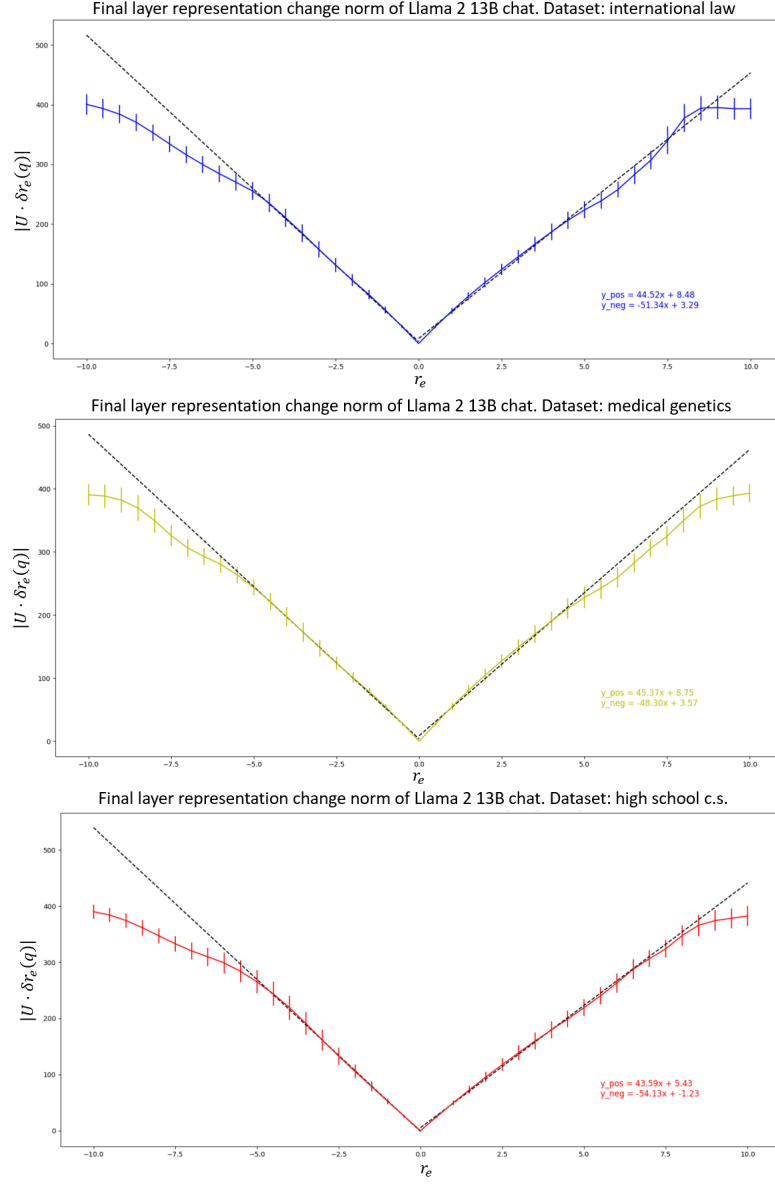 Final layer representation change norm of Llama 2 13B chat. Dataset: international law
500
400
300
200
100
0
|U · δr_e(q)|
-10.0 -7.5 -5.0 -2.5 0.0 2.5 5.0 7.5 10.0
r_e
y_pos = 44.52x + 8.48
y_neg = -51.34x + 3.29
Final layer representation change norm of Llama 2 13B chat. Dataset: medical genetics
500
400
300
200
100
0
|U · δr_e(q)|
-10.0 -7.5 -5.0 -2.5 0.0 2.5 5.0 7.5 10.0
r_e
y_pos = 45.37x + 8.75
y_neg = -48.30x + 3.57
Final layer representation change norm of Llama 2 13B chat. Dataset: high school c.s.
500
400
300
200
100
0
|U · δr_e(q)|
-10.0 -7.5 -5.0 -2.5 0.0 2.5 5.0 7.5 10.0
r_e
y_pos = 43.59x + 5.43
y_neg = -54.13x + -1.23